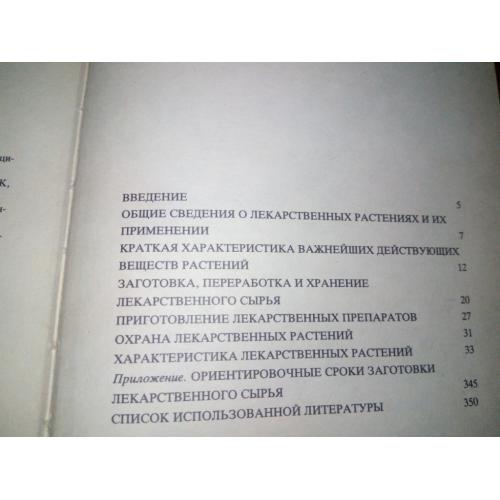 ци-
К,
н-
ВВЕДЕНИЕ 5
ОБЩИЕ СВЕДЕНИЯ О ЛЕКАРСТВЕННЫХ РАСТЕНИЯХ И ИХ
ПРИМЕНЕНИИ 7
КРАТКАЯ ХАРАКТЕРИСТИКА ВАЖНЕЙШИХ ДЕЙСТВУЮЩИХ
ВЕЩЕСТВ РАСТЕНИЙ 12
ЗАГОТОВКА, ПЕРЕРАБОТКА И ХРАНЕНИЕ
ЛЕКАРСТВЕННОГО СЫРЬЯ 20
ПРИГОТОВЛЕНИЕ ЛЕКАРСТВЕННЫХ ПРЕПАРАТОВ 27
ОХРАНА ЛЕКАРСТВЕННЫХ РАСТЕНИЙ 31
ХАРАКТЕРИСТИКА ЛЕКАРСТВЕННЫХ РАСТЕНИЙ 33
Приложение. ОРИЕНТИРОВОЧНЫЕ СРОКИ ЗАГОТОВКИ
ЛЕКАРСТВЕННОГО СЫРЬЯ 345
СПИСОК ИСПОЛЬЗОВАННОЙ ЛИТЕРАТУРЫ 350